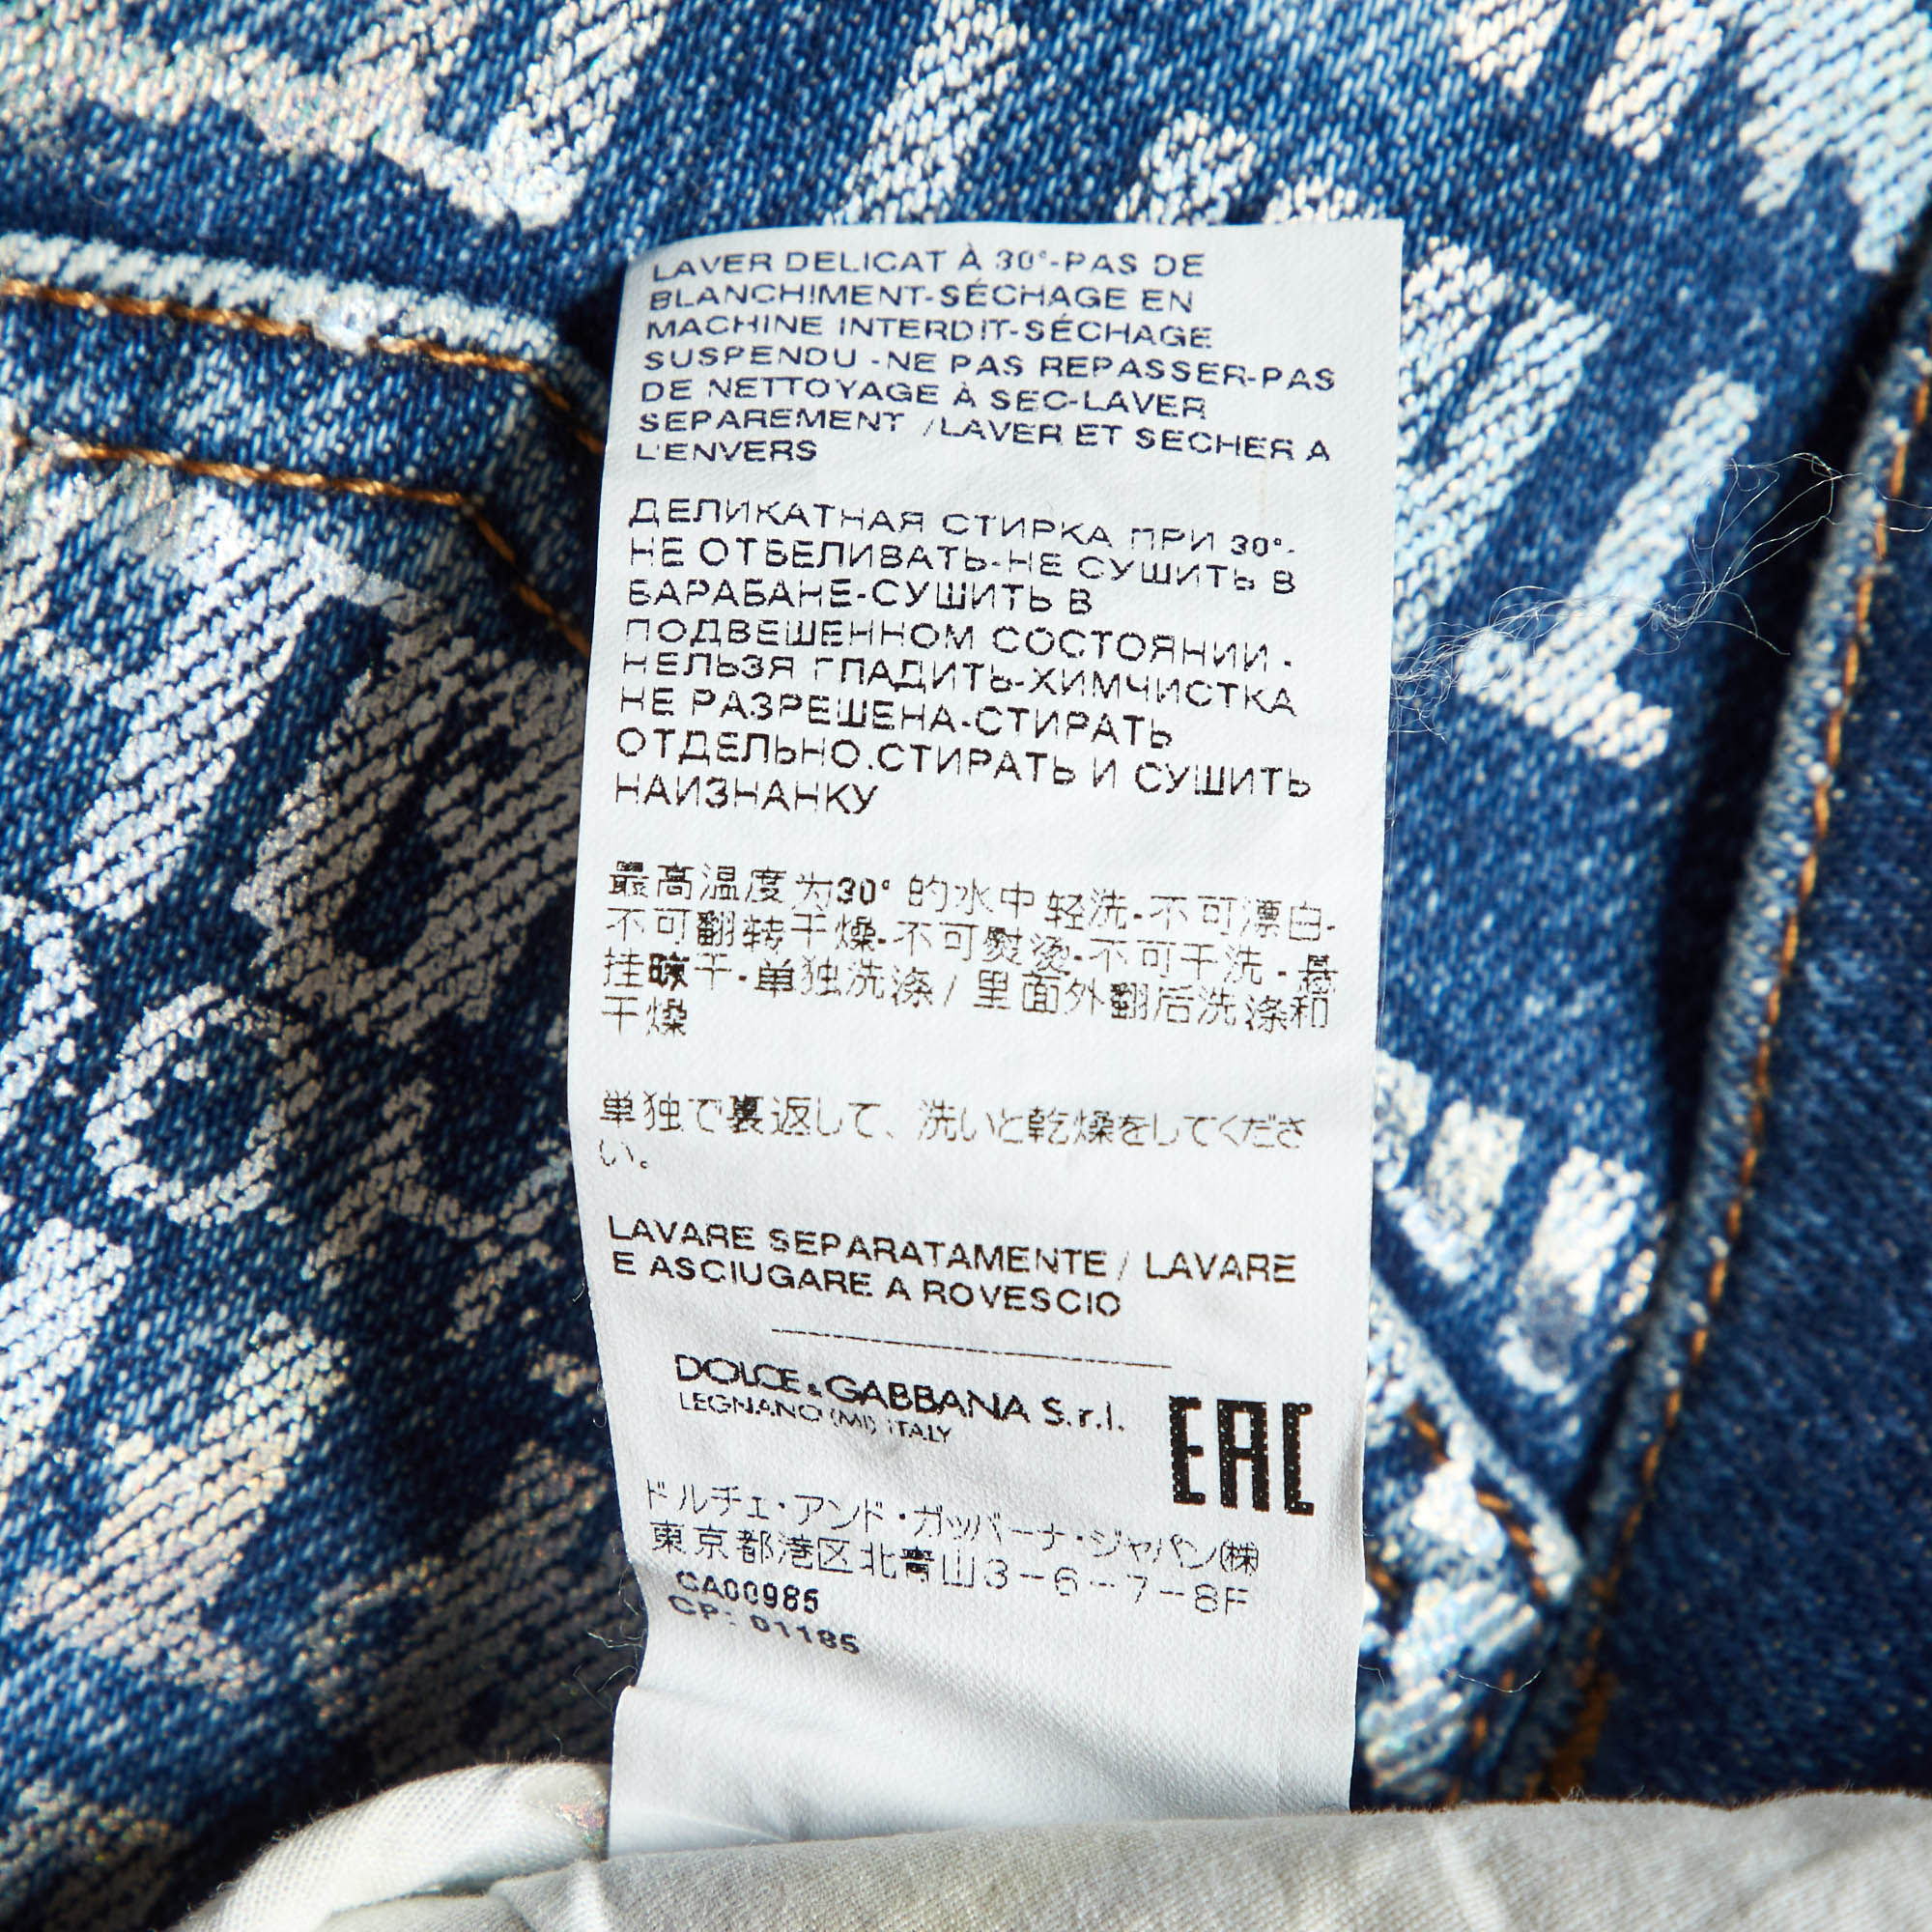 LAVER DELICAT À 30°-PAS DE
BLANCHIMENT-SÉCHAGE EN
MACHINE INTERDIT-SÉCHAGE
SUSPENDU -NE PAS REPASSER-PAS
DE NETTOYAGE À SEC-LAVER
SEPAREMENT /LAVER ET SECHER A
L'ENVERS
ДЕЛИКАТНАЯ СТИРКА ПРИ 30°-
НЕ ОТБЕЛИВАТЬ-НЕ СУШИТЬ В
БАРАБАНЕ-СУШИТЬ В
ПОДВЕШЕННОМ СОСТОЯНИИ -
НЕЛЬЗЯ ГЛАДИТЬ-ХИМЧИСТКА
НЕ РАЗРЕШЕНА-СТИРАТЬ
ОТДЕЛЬНО.СТИРАТЬ И СУШИТЬ
НАИЗНАНКУ
最高温度为30° 的水中轻洗-不可漂白-
不可翻转干燥-不可熨烫-不可干洗-悬
挂晾干-单独洗涤/里面外翻后洗涤和
干燥
単独で裏返して、洗いと乾燥をしてくださ
い。
LAVARE SEPARATAMENTE / LAVARE
E ASCIUGARE A ROVESCIO
DOLCE & GABBANA S.r.l.
LEGNANO (MI) ITALY
EAC
ドルチェ・アンド・ガッバーナ・ジャパン㈱
東京都港区北青山3-6-7-8F
CA00985
CP: 01185